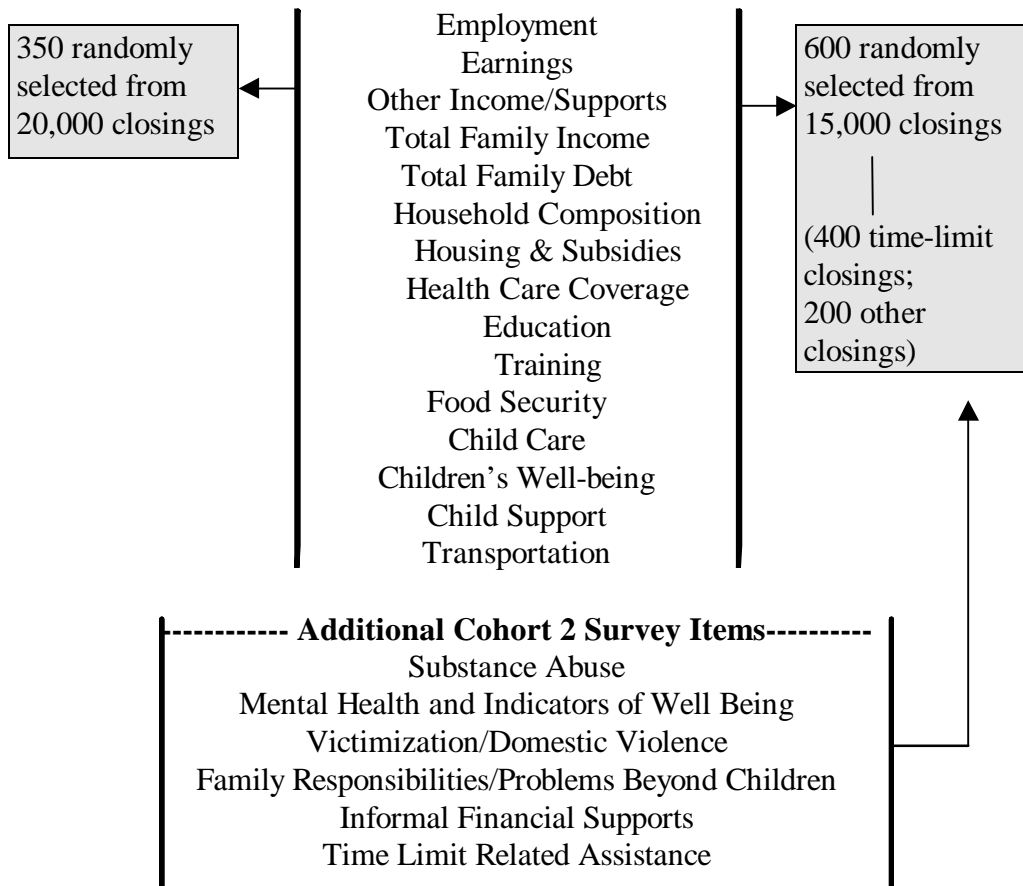 350 randomly
selected from
20,000 closings
Employment
Earnings
Other Income/Supports
Total Family Income
Total Family Debt
Household Composition
Housing & Subsidies
Health Care Coverage
Education
Training
Food Security
Child Care
Children’s Well-being
Child Support
Transportation
600 randomly
selected from
15,000 closings
(400 time-limit
closings;
200 other
closings)
----------- Additional Cohort 2 Survey Items---------
Substance Abuse
Mental Health and Indicators of Well Being
Victimization/Domestic Violence
Family Responsibilities/Problems Beyond Children
Informal Financial Supports
Time Limit Related Assistance